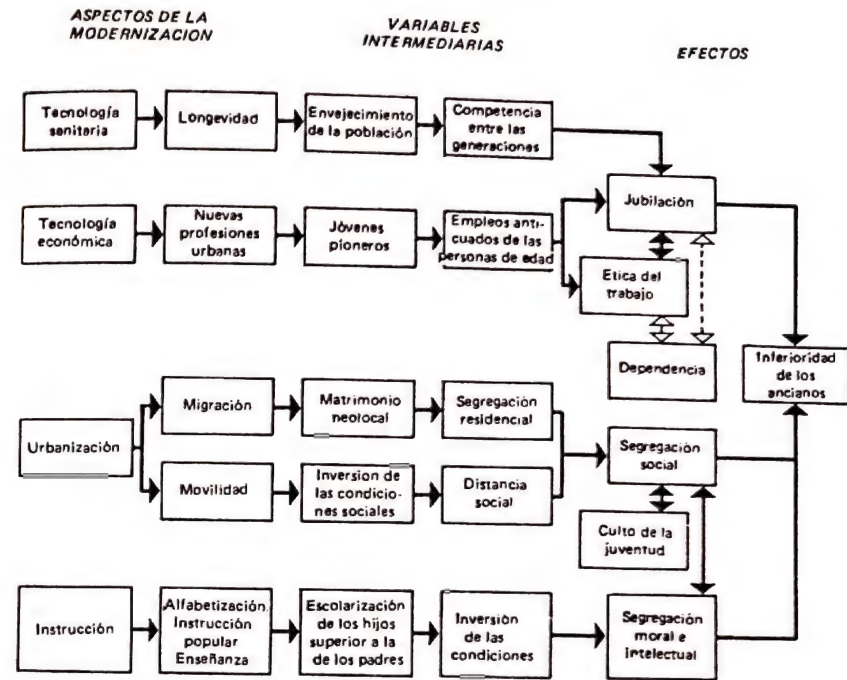 ASPECTOS DE LA
MODERNIZACION
VARIABLES
INTERMEDIARIAS
EFECTOS
Tecnología
sanitaria
Longevidad
Envejecimiento
de la población
Competencia
entre las
generaciones
Jubilación
Tecnología
económica
Nuevas
profesiones
urbanas
Jóvenes
pioneros
Empleos anti-
cuados de las
personas de edad
Etica del
trabajo
Dependencia
Inferioridad
de los
ancianos
Urbanización
Migración
Matrimonio
neolocal
Segregación
residencial
Segregación
social
Movilidad
Inversion de
las condicio-
nes sociales
Distancia
social
Culto de la
juventud
Instrucción
Alfabetización
Instrucción
popular
Enseñanza
Escolarización
de los hijos
superior a la
de los padres
Inversión
de las
condiciones
Segregación
moral e
intelectual